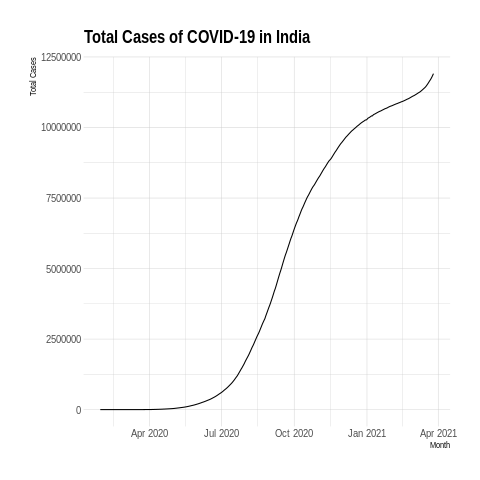 Total Cases of COVID-19 in India
Total Cases
12500000
10000000
7500000
5000000
2500000
0
Apr 2020 Jul 2020 Oct 2020 Jan 2021 Apr 2021
Month